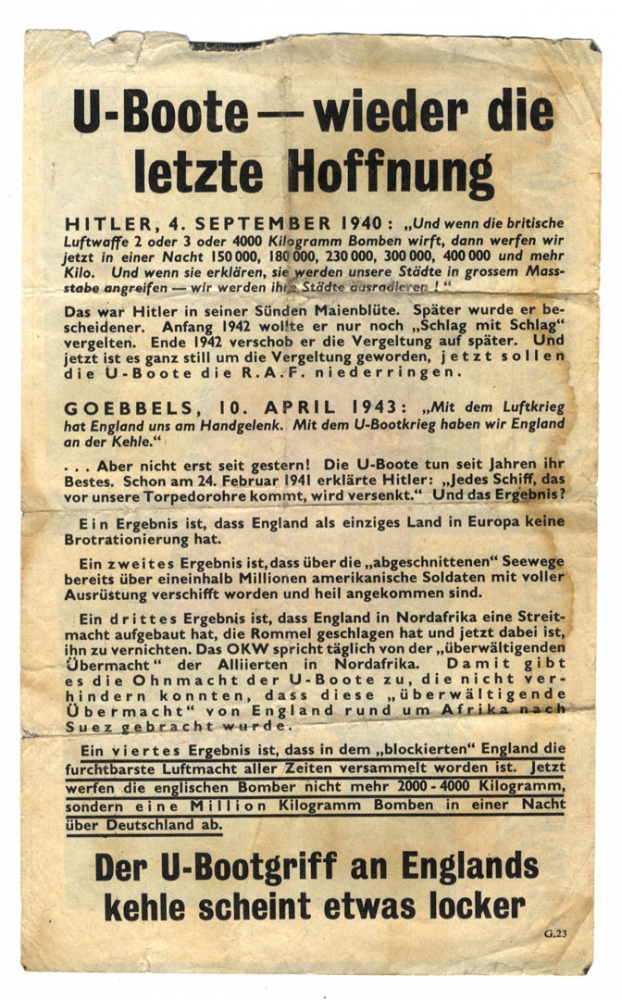 U-Boote — wieder die
letzte Hoffnung
HITLER, 4. SEPTEMBER 1940 : „Und wenn die britische
Luftwaffe 2 oder 3 oder 4000 Kilogramm Bomben wirft, dann werfen wir
jetzt in einer Nacht 150 000, 180 000, 230 000, 300 000, 400 000 und mehr
Kilo. Und wenn sie erklären, sie werden unsere Städte in grossem Mass-
stabe angreifen — wir werden ihre Städte ausradieren ! “
Das war Hitler in seiner Sünden Maienblüte. Später wurde er be-
scheidener. Anfang 1942 wollte er nur noch „Schlag mit Schlag“
vergelten. Ende 1942 verschob er die Vergeltung auf später. Und
jetzt ist es ganz still um die Vergeltung geworden, jetzt sollen
die U-Boote die R.A.F. niederringen.
GOEBBELS, 10. APRIL 1943 : „Mit dem Luftkrieg
hat England uns am Handgelenk. Mit dem U-Bootkrieg haben wir England
an der Kehle.“
. . . Aber nicht erst seit gestern! Die U-Boote tun seit Jahren ihr
Bestes. Schon am 24. Februar 1941 erklärte Hitler: „Jedes Schiff, das
vor unsere Torpedorohre kommt, wird versenkt.“ Und das Ergebnis?
Ein Ergebnis ist, dass England als einziges Land in Europa keine
Brotrationierung hat.
Ein zweites Ergebnis ist, dass über die „abgeschnittenen“ Seewege
bereits über eineinhalb Millionen amerikanische Soldaten mit voller
Ausrüstung verschifft worden und heil angekommen sind.
Ein drittes Ergebnis ist, dass England in Nordafrika eine Streit-
macht aufgebaut hat, die Rommel geschlagen hat und jetzt dabei ist,
ihn zu vernichten. Das OKW spricht täglich von der „überwältigenden
Übermacht“ der Alliierten in Nordafrika. Damit gibt
es die Ohnmacht der U-Boote zu, die nicht ver-
hindern konnten, dass diese „überwältigende
Übermacht“ von England rund um Afrika nach
Suez gebracht wurde.
Ein viertes Ergebnis ist, dass in dem „blockierten“ England die
furchtbarste Luftmacht aller Zeiten versammelt worden ist. Jetzt
werfen die englischen Bomber nicht mehr 2000 - 4000 Kilogramm,
sondern eine Million Kilogramm Bomben in einer Nacht
über Deutschland ab.
Der U-Bootgriff an Englands
kehle scheint etwas locker
G.23